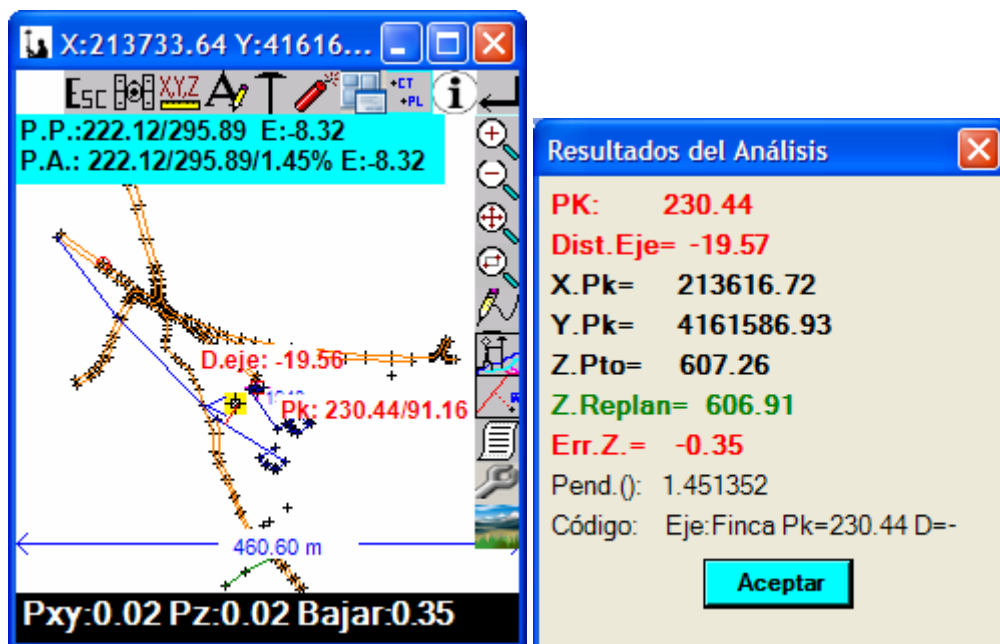 X:213733.64 Y:41616...
Esc XY,Z A T +CT +PL i
P.P.:222.12/295.89 E:-8.32
P.A.: 222.12/295.89/1.45% E:-8.32
D.eje: -19.56
Pk: 230.44/91.16
460.60 m
Pxy:0.02 Pz:0.02 Bajar:0.35
Resultados del Análisis
PK: 230.44
Dist.Eje= -19.57
X.Pk= 213616.72
Y.Pk= 4161586.93
Z.Pto= 607.26
Z.Replan= 606.91
Err.Z.= -0.35
Pend.(): 1.451352
Código: Eje:Finca Pk=230.44 D=-
Aceptar